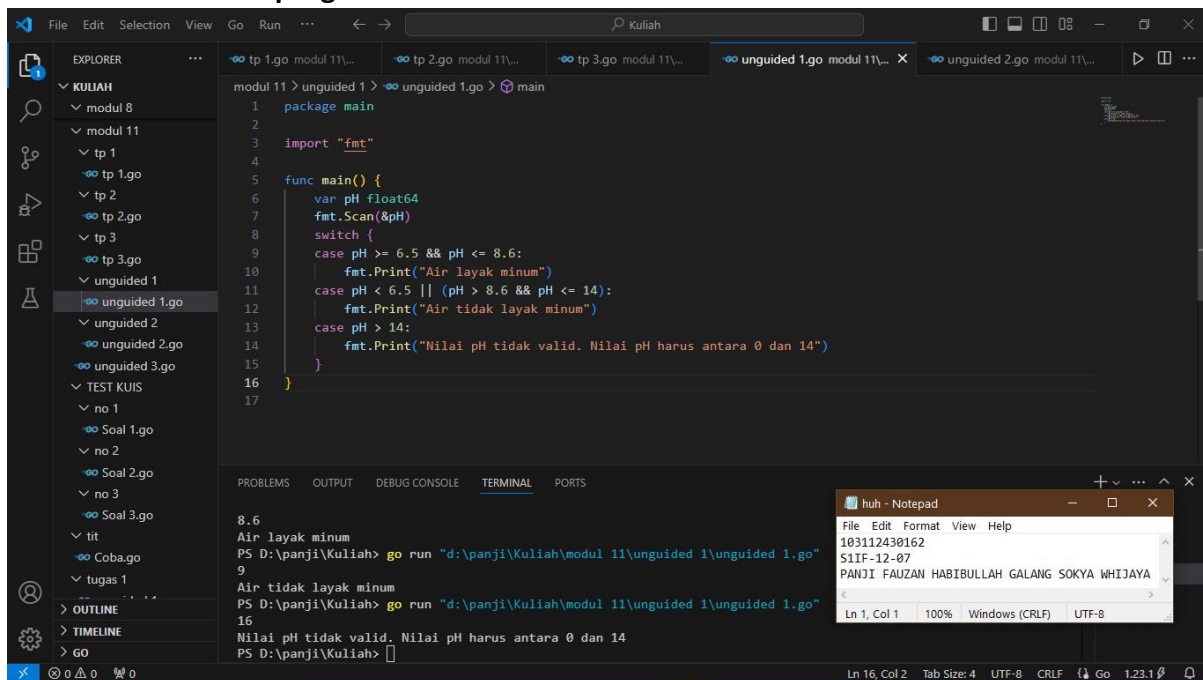 File Edit Selection View Go Run ... Kuliah
EXPLORER ...
KULIAH
modul 8
modul 11
tp 1
tp 1.go
tp 2
tp 2.go
tp 3
tp 3.go
unguided 1
unguided 1.go
unguided 2
unguided 2.go
unguided 3.go
TEST KUIS
no 1
Soal 1.go
no 2
Soal 2.go
no 3
Soal 3.go
tit
Coba.go
tugas 1
OUTLINE
TIMELINE
GO
tp 1.go modul 11\... tp 2.go modul 11\... tp 3.go modul 11\... unguided 1.go modul 11\... unguided 2.go modul 11\...
modul 11 > unguided 1 > unguided 1.go > main
1 package main
2
3 import "fmt"
4
5 func main() {
6 var pH float64
7 fmt.Scan(&pH)
8 switch {
9 case pH >= 6.5 && pH <= 8.6:
10 fmt.Print("Air layak minum")
11 case pH < 6.5 || (pH > 8.6 && pH <= 14):
12 fmt.Print("Air tidak layak minum")
13 case pH > 14:
14 fmt.Print("Nilai pH tidak valid. Nilai pH harus antara 0 dan 14")
15 }
16 }
17
PROBLEMS OUTPUT DEBUG CONSOLE TERMINAL PORTS
8.6
Air layak minum
PS D:\panji\Kuliah> go run "d:\panji\Kuliah\modul 11\unguided 1\unguided 1.go"
9
Air tidak layak minum
PS D:\panji\Kuliah> go run "d:\panji\Kuliah\modul 11\unguided 1\unguided 1.go"
16
Nilai pH tidak valid. Nilai pH harus antara 0 dan 14
PS D:\panji\Kuliah>
huh - Notepad
File Edit Format View Help
103112430162
S1IF-12-07
PANJI FAUZAN HABIBULLAH GALANG SOKYA WHIJAYA
Ln 1, Col 1 100% Windows (CRLF) UTF-8
0 0 0 Ln 16, Col 2 Tab Size: 4 UTF-8 CRLF Go 1.23.1